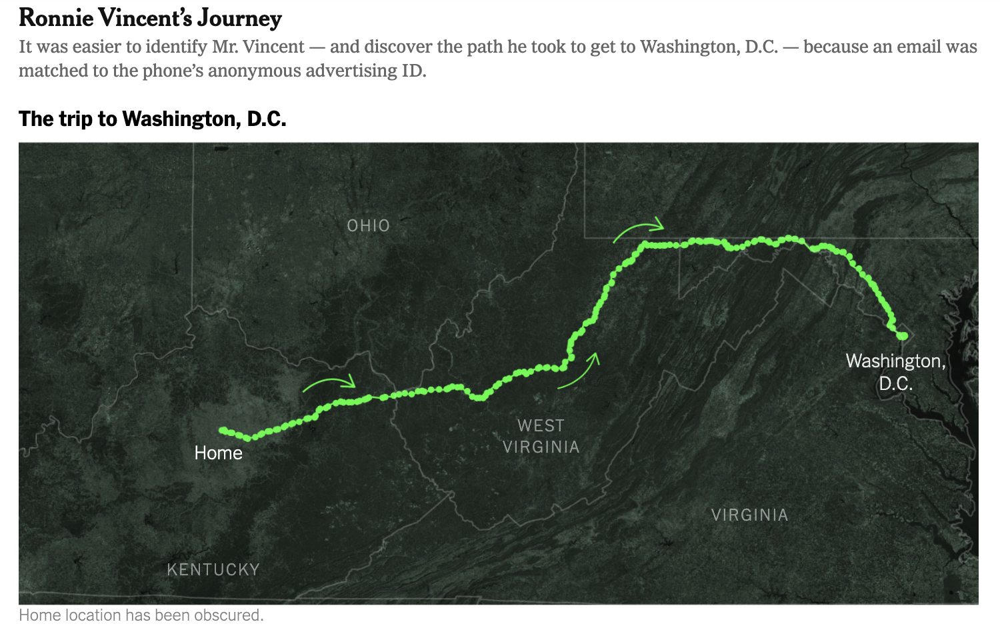 Ronnie Vincent’s Journey
It was easier to identify Mr. Vincent — and discover the path he took to get to Washington, D.C. — because an email was
matched to the phone’s anonymous advertising ID.
The trip to Washington, D.C.
OHIO
Washington,
D.C.
WEST
VIRGINIA
Home
VIRGINIA
KENTUCKY
Home location has been obscured.